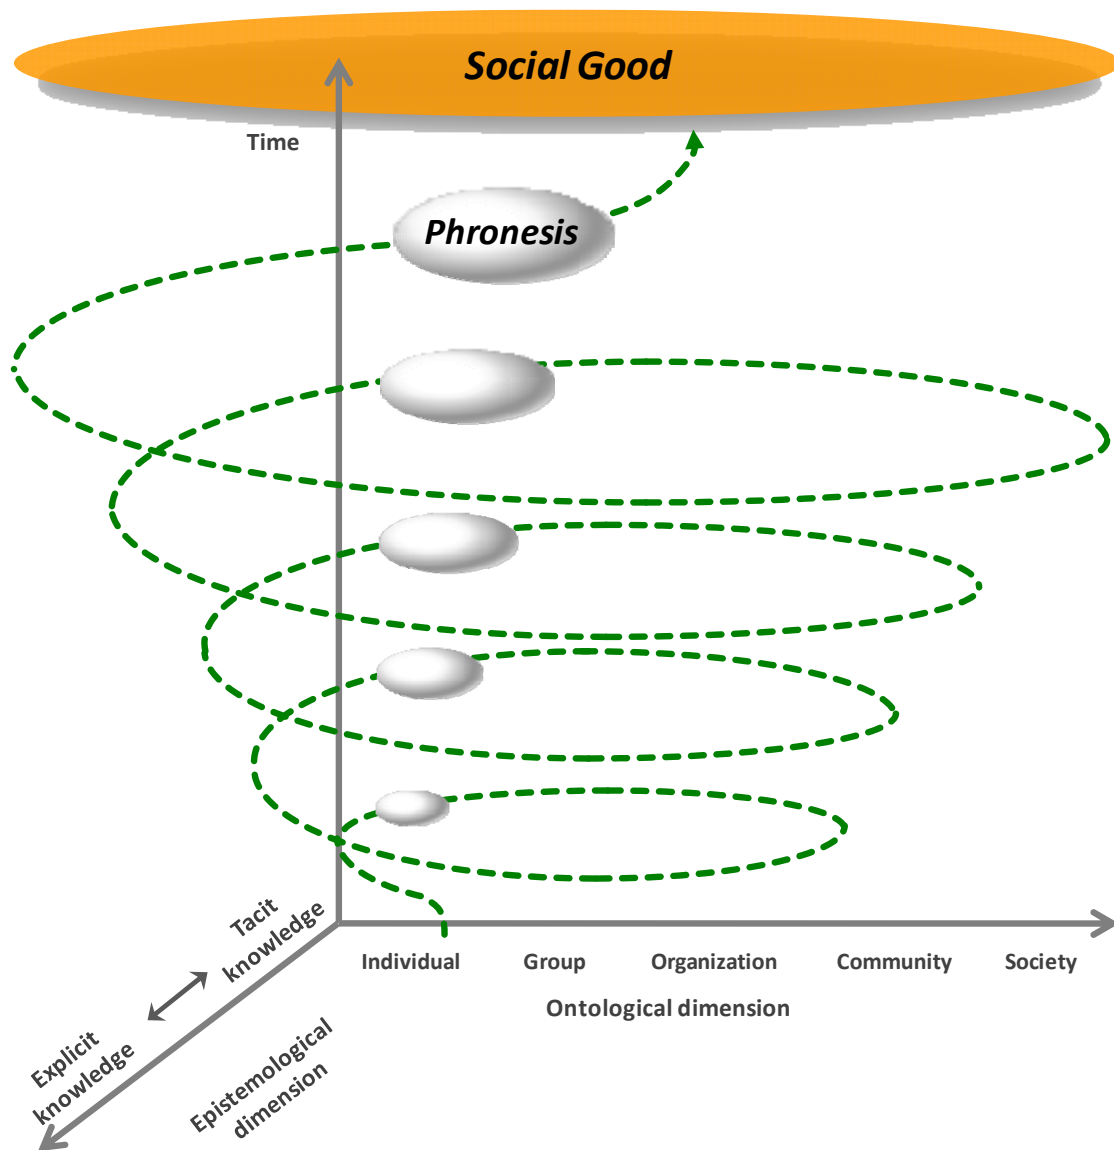 Social Good
Time
Phronesis
Tacit
knowledge
Explicit
knowledge
Epistemological
dimension
Individual
Group
Organization
Community
Society
Ontological dimension